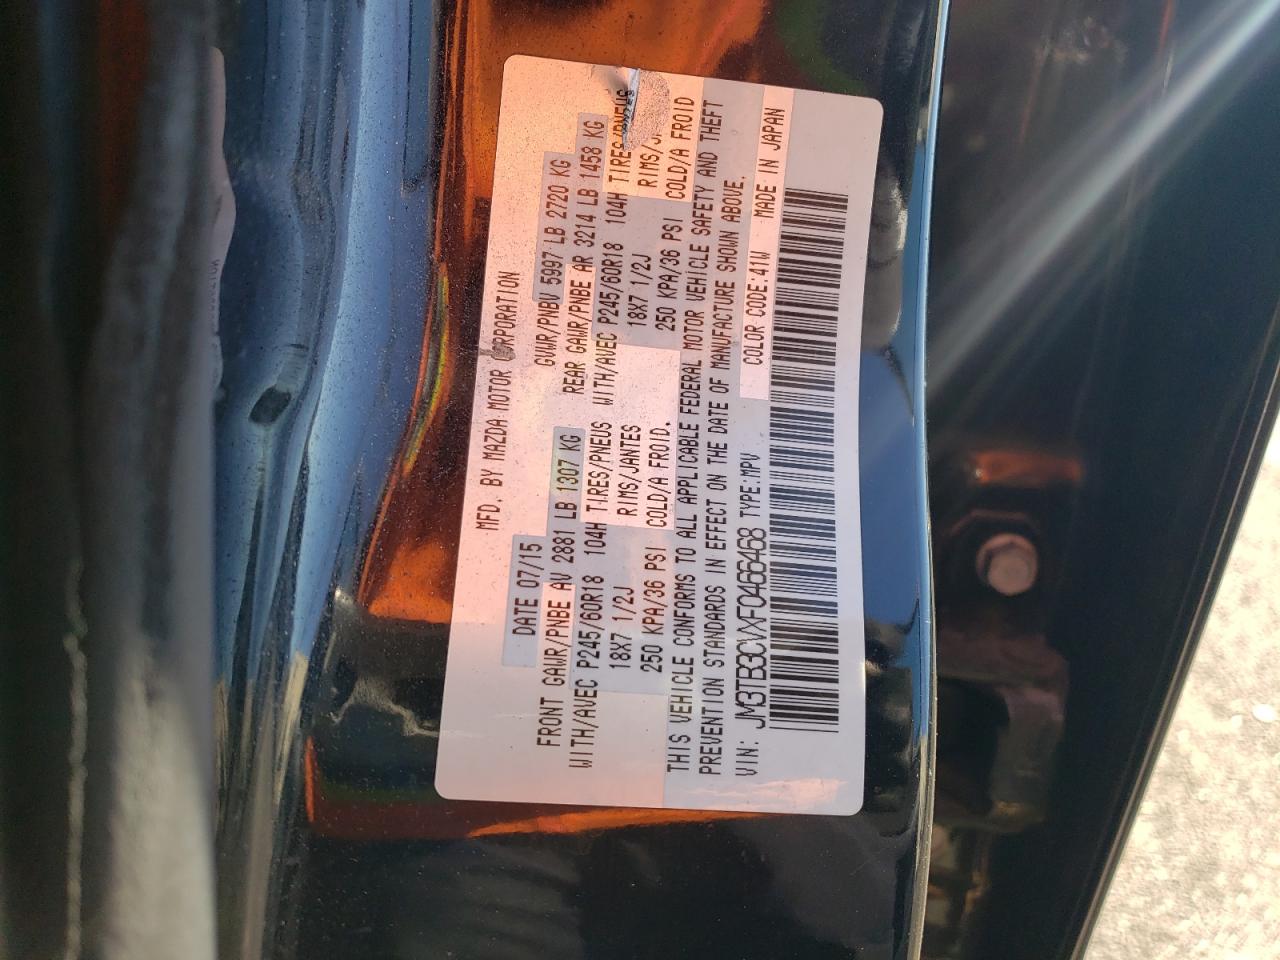 MFD. BY MAZDA MOTOR CORPORATION
DATE 07/15 GVWR/PNBV 5997 LB 2720 KG
FRONT GAWR/PNBE AV 2881 LB 1307 KG REAR GAWR/PNBE AR 3214 LB 1458 KG
WITH/AVEC P245/60R18 104H TIRES/PNEUS WITH/AVEC P245/60R18 104H TIRES/PNEUS
18X7 1/2J RIMS/JANTES 18X7 1/2J RIMS/
250 KPA/36 PSI COLD/A FROID. 250 KPA/36 PSI COLD/A FROID
THIS VEHICLE CONFORMS TO ALL APPLICABLE FEDERAL MOTOR VEHICLE SAFETY AND THEFT
PREVENTION STANDARDS IN EFFECT ON THE DATE OF MANUFACTURE SHOWN ABOVE.
VIN: JM3TB3CVXF0466468 TYPE:MPV COLOR CODE:41W MADE IN JAPAN